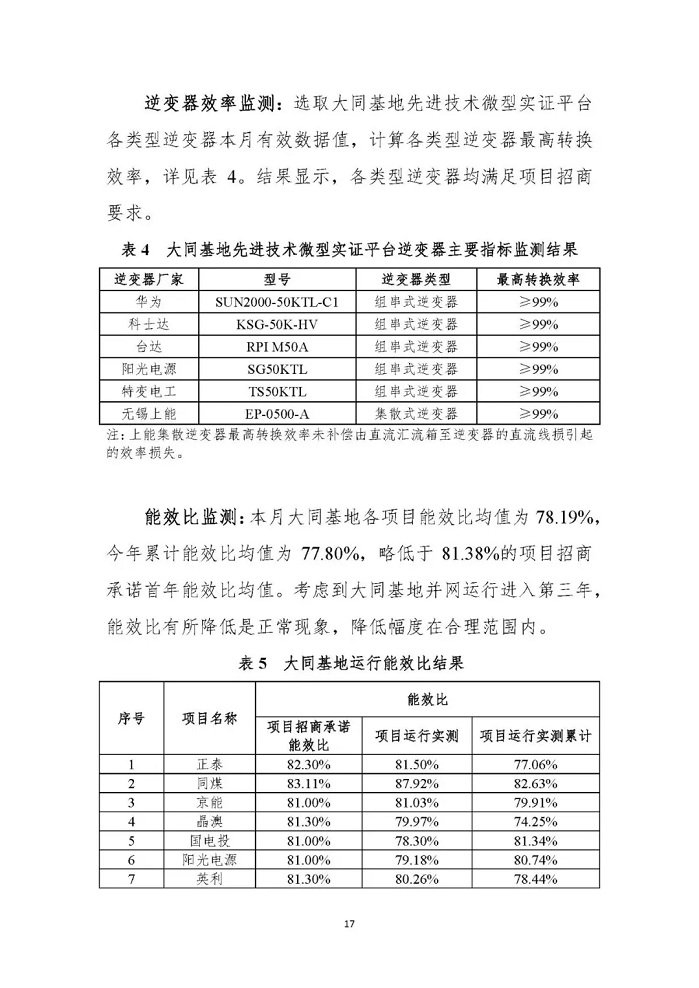 逆变器效率监测：选取大同基地先进技术微型实证平台
各类型逆变器本月有效数据值，计算各类型逆变器最高转换
效率，详见表 4。结果显示，各类型逆变器均满足项目招商
要求。
表 4 大同基地先进技术微型实证平台逆变器主要指标监测结果
逆变器厂家 型号 逆变器类型 最高转换效率
华为 SUN2000-50KTL-C1 组串式逆变器 ≥99%
科士达 KSG-50K-HV 组串式逆变器 ≥99%
台达 RPI M50A 组串式逆变器 ≥99%
阳光电源 SG50KTL 组串式逆变器 ≥99%
特变电工 TS50KTL 组串式逆变器 ≥99%
无锡上能 EP-0500-A 集散式逆变器 ≥99%
注：上能集散逆变器最高转换效率未补偿由直流汇流箱至逆变器的直流线损引起
的效率损失。
能效比监测：本月大同基地各项目能效比均值为 78.19%，
今年累计能效比均值为 77.80%，略低于 81.38%的项目招商
承诺首年能效比均值。考虑到大同基地并网运行进入第三年，
能效比有所降低是正常现象，降低幅度在合理范围内。
表 5 大同基地运行能效比结果
序号 项目名称 能效比
项目招商承诺
能效比 项目运行实测 项目运行实测累计
1 正泰 82.30% 81.50% 77.06%
2 同煤 83.11% 87.92% 82.63%
3 京能 81.00% 81.03% 79.91%
4 晶澳 81.30% 79.97% 74.25%
5 国电投 81.00% 78.30% 81.34%
6 阳光电源 81.00% 79.18% 80.74%
7 英利 81.30% 80.26% 78.44%
17